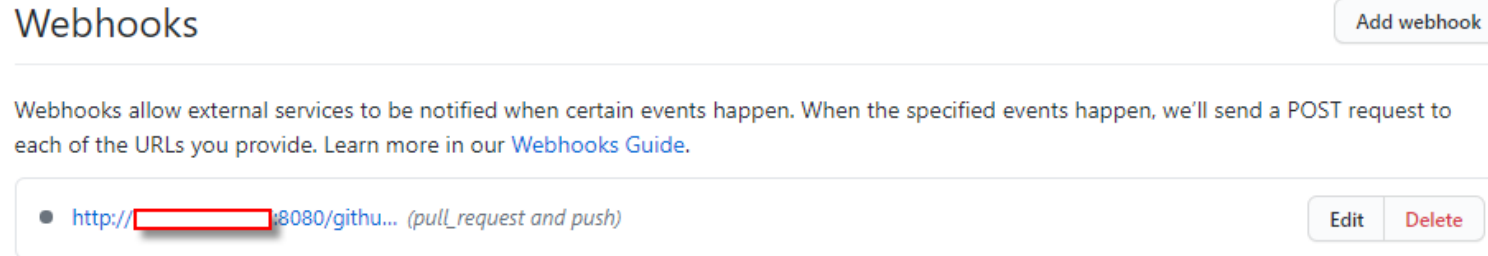 Webhooks
Add webhook
Webhooks allow external services to be notified when certain events happen. When the specified events happen, we’ll send a POST request to
each of the URLs you provide. Learn more in our Webhooks Guide.
http:// :8080/githu... (pull_request and push)
Edit
Delete